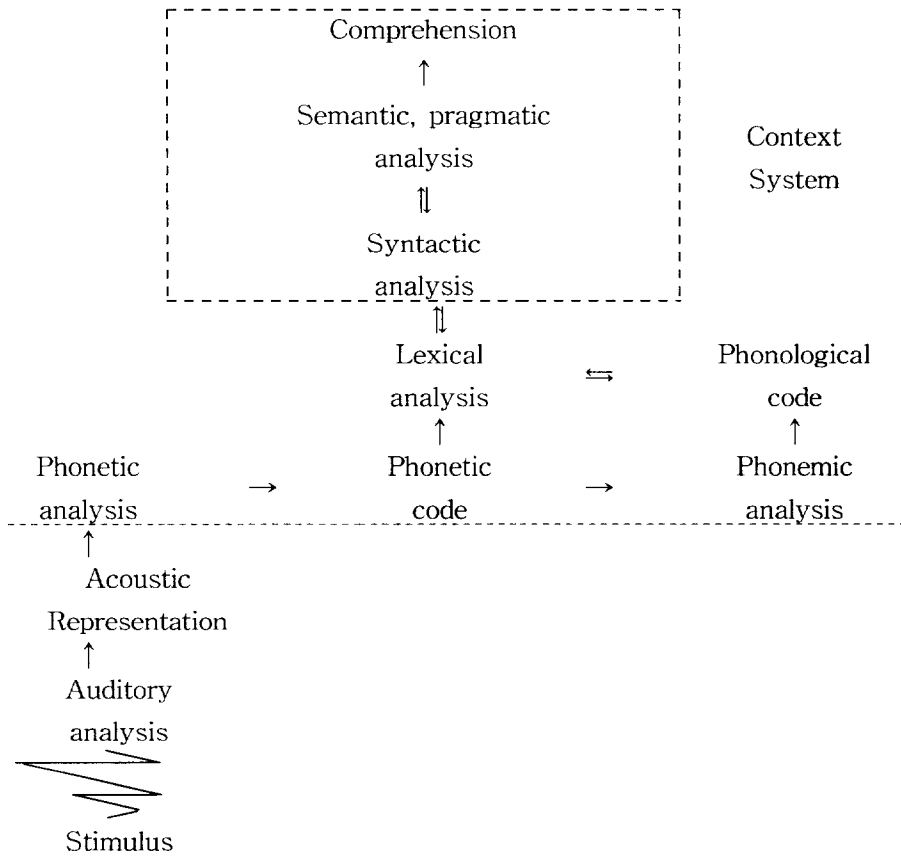 Comprehension
Semantic, pragmatic
analysis
Context
System
Syntactic
analysis
Lexical
analysis
Phonological
code
Phonetic
analysis
Phonetic
code
Phonemic
analysis
Acoustic
Representation
Auditory
analysis
Stimulus